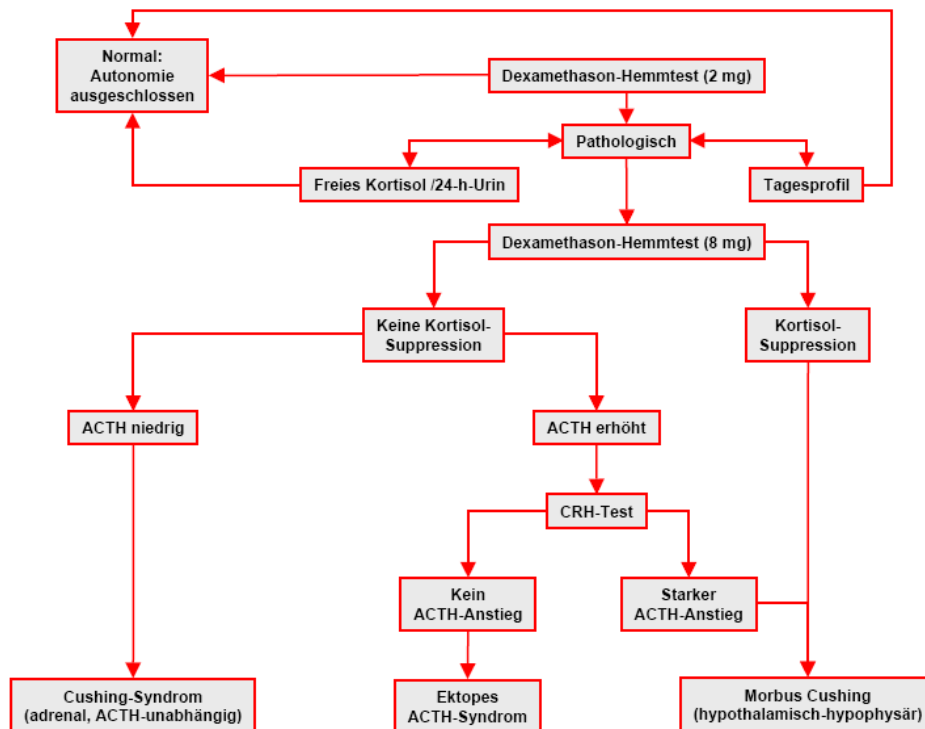 Normal:
Autonomie
ausgeschlossen
Dexamethason-Hemmtest (2 mg)
Pathologisch
Freies Kortisol /24-h-Urin
Tagesprofil
Dexamethason-Hemmtest (8 mg)
Keine Kortisol-
Suppression
Kortisol-
Suppression
ACTH niedrig
ACTH erhöht
CRH-Test
Kein
ACTH-Anstieg
Starker
ACTH-Anstieg
Cushing-Syndrom
(adrenal, ACTH-unabhängig)
Ektopes
ACTH-Syndrom
Morbus Cushing
(hypothalamisch-hypophysär)